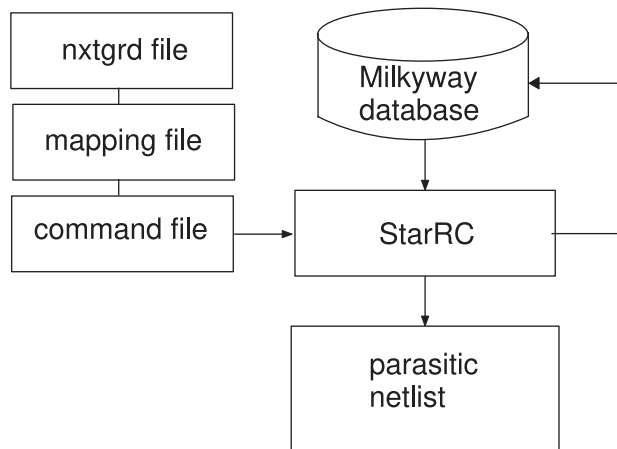 nxtgrd file
mapping file
command file
Milkyway
database
StarRC
parasitic
netlist